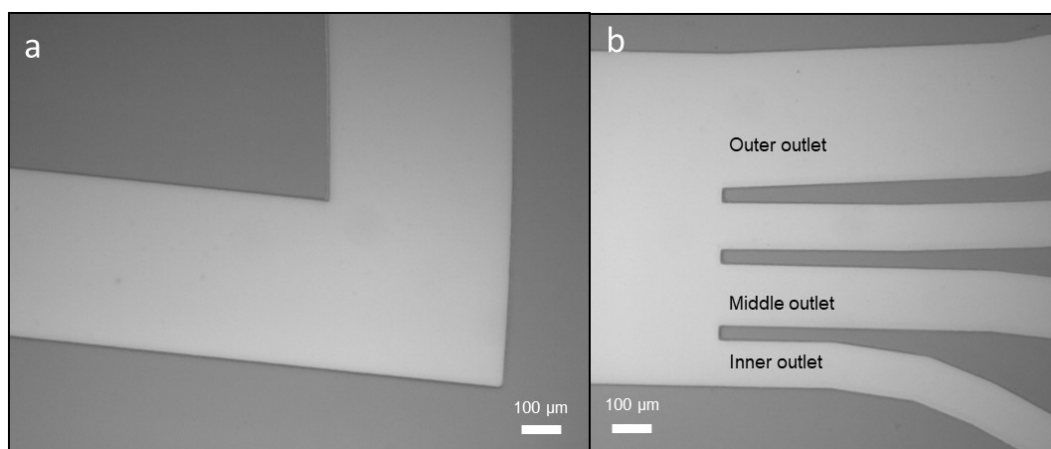 a
100 μm
b
Outer outlet
Middle outlet
Inner outlet
100 μm